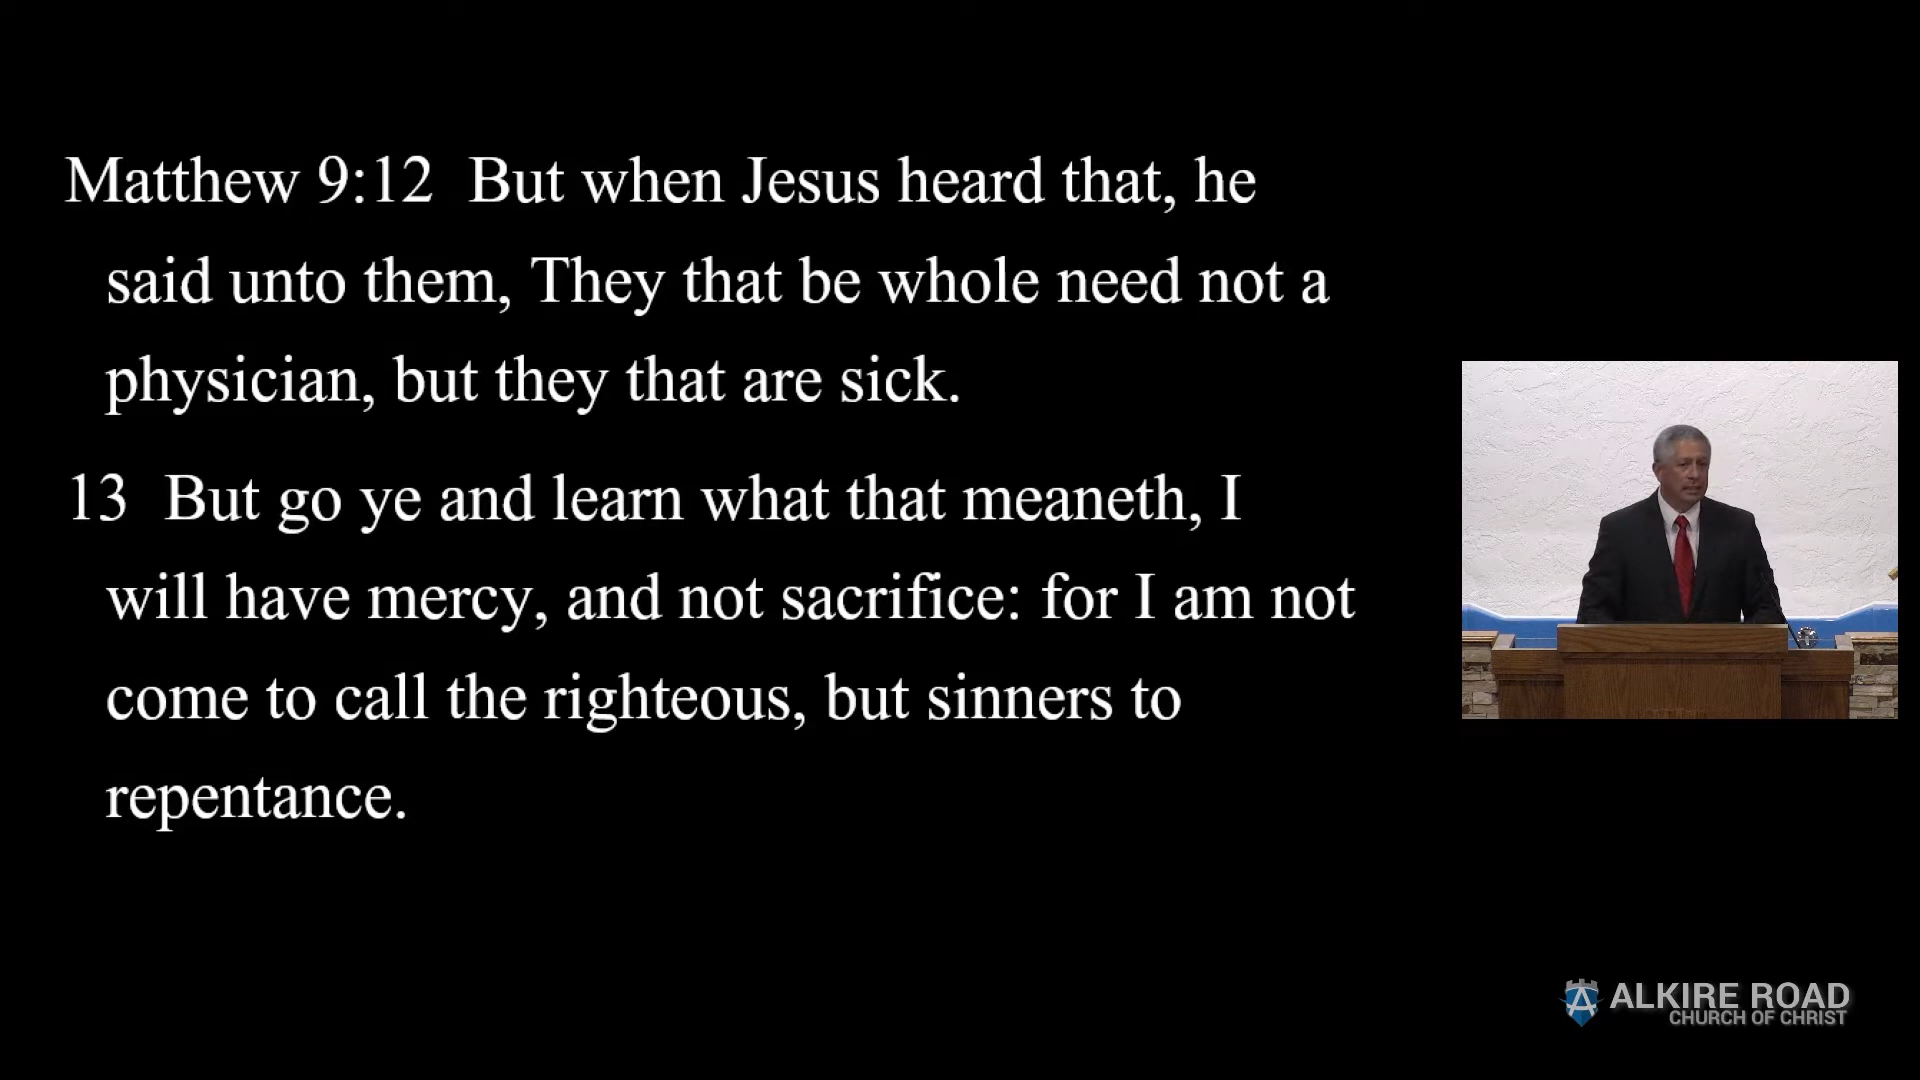 Matthew 9:12  But when Jesus heard that, he
said unto them, They that be whole need not a
physician, but they that are sick.
13  But go ye and learn what that meaneth, I
will have mercy, and not sacrifice: for I am not
come to call the righteous, but sinners to
repentance.
ALKIRE ROAD
CHURCH OF CHRIST